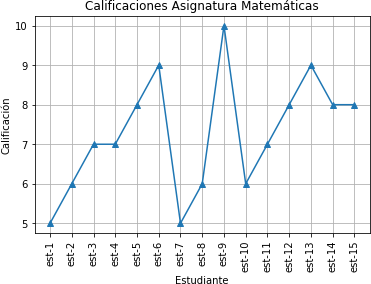 Calificaciones Asignatura Matemáticas
10
9
8
7
6
5
Calificación
est-1
est-2
est-3
est-4
est-5
est-6
est-7
est-8
est-9
est-10
est-11
est-12
est-13
est-14
est-15
Estudiante